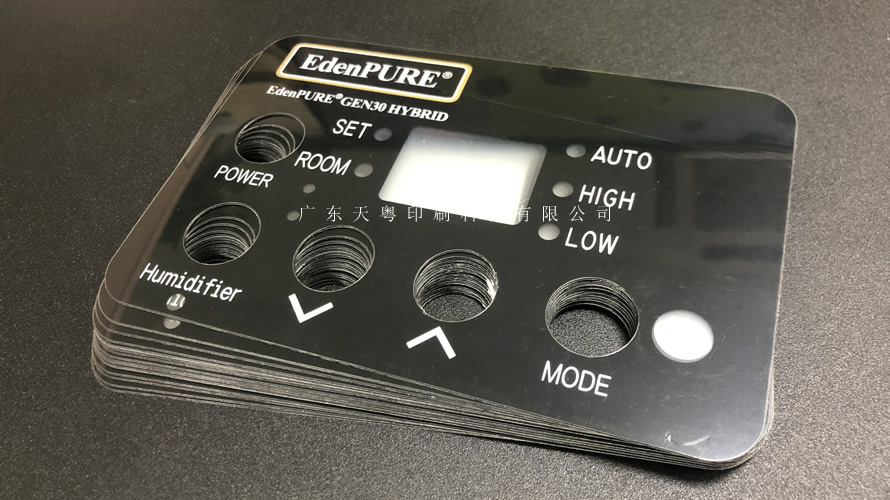 EdenPURE®
EdenPURE®GEN30 HYBRID
SET
AUTO
ROOM
POWER
HIGH
广东天粤印刷科 有限公司
LOW
Humidifier
MODE